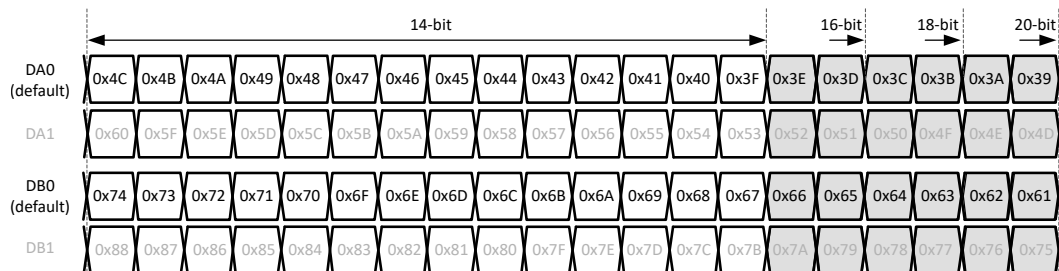 14-bit 16-bit 18-bit 20-bit
DA0 (default) 0x4C 0x4B 0x4A 0x49 0x48 0x47 0x46 0x45 0x44 0x43 0x42 0x41 0x40 0x3F 0x3E 0x3D 0x3C 0x3B 0x3A 0x39
DA1 0x60 0x5F 0x5E 0x5D 0x5C 0x5B 0x5A 0x59 0x58 0x57 0x56 0x55 0x54 0x53 0x52 0x51 0x50 0x4F 0x4E 0x4D
DB0 (default) 0x74 0x73 0x72 0x71 0x70 0x6F 0x6E 0x6D 0x6C 0x6B 0x6A 0x69 0x68 0x67 0x66 0x65 0x64 0x63 0x62 0x61
DB1 0x88 0x87 0x86 0x85 0x84 0x83 0x82 0x81 0x80 0x7F 0x7E 0x7D 0x7C 0x7B 0x7A 0x79 0x78 0x77 0x76 0x75